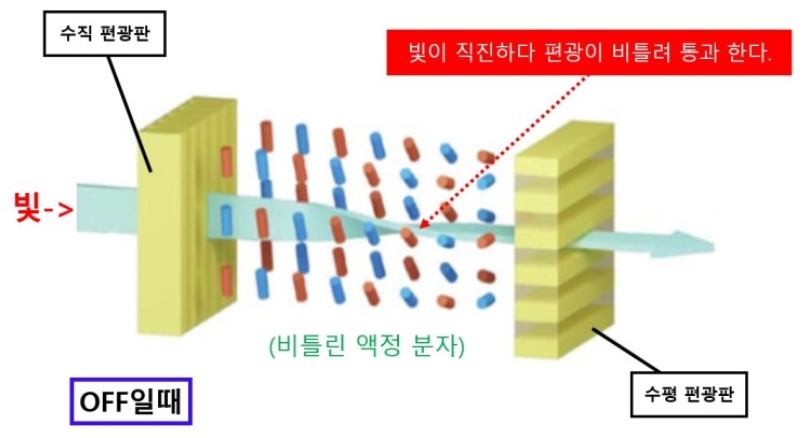 수직 편광판
빛이 직진하다 편광이 비틀려 통과 한다.
빛->
(비틀린 액정 분자)
OFF일때
수평 편광판